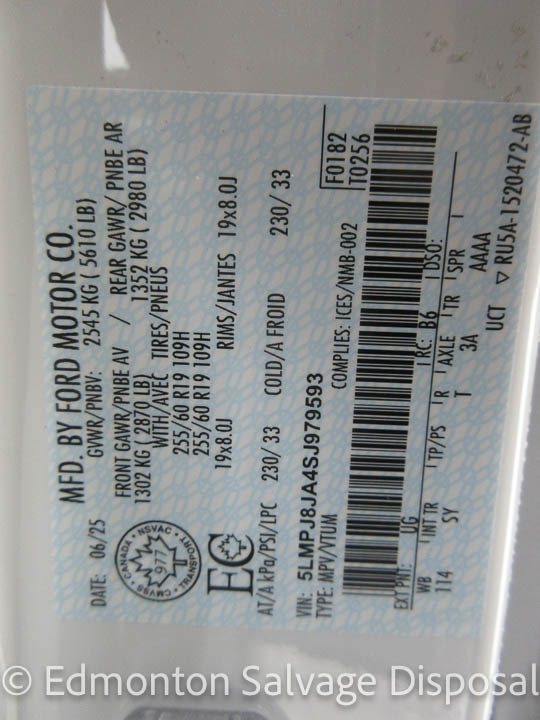 MFD. BY FORD MOTOR CO.
DATE: 06/25 GVWR/PNBV: 2545 KG ( 5610 LB)
FRONT GAWR/PNBE AV / REAR GAWR/ PNBE AR
1302 KG ( 2870 LB) 1352 KG ( 2980 LB)
WITH/AVEC TIRES/PNEUS
255/60 R19 109H
255/60 R19 109H
19x8.0J RIMS/JANTES 19x8.0J
CANADA · NSVAC · TRANSPORT · CMVSS
977
EC
AT/A kPa/PSI/LPC 230/ 33 COLD/A FROID 230/ 33
VIN: 5LMPJ8JA4SJ979593
TYPE: MPV/VTUM COMPLIES: ICES/NMB-002
F0182
T0256
EXT PNT: UG RC: B6 DSO:
WB INT TR TP/PS R AXLE TR SPR
114 SY T 3A AAAA
UCT ▽ RU5A-1520472-AB
© Edmonton Salvage Disposal